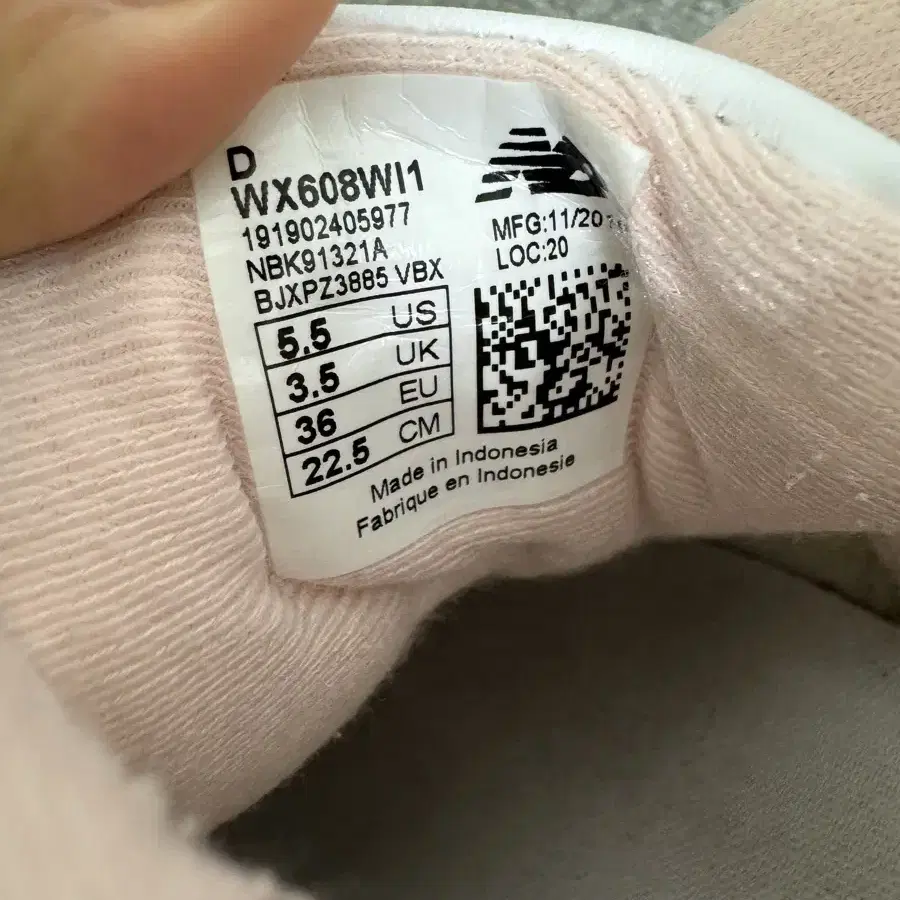 D
WX608WI1
191902405977
NBK91321A
BJXPZ3885 VBX
5.5 US
3.5 UK
36 EU
22.5 CM
MFG:11/20
LOC:20
Made in Indonesia
Fabrique en Indonesie